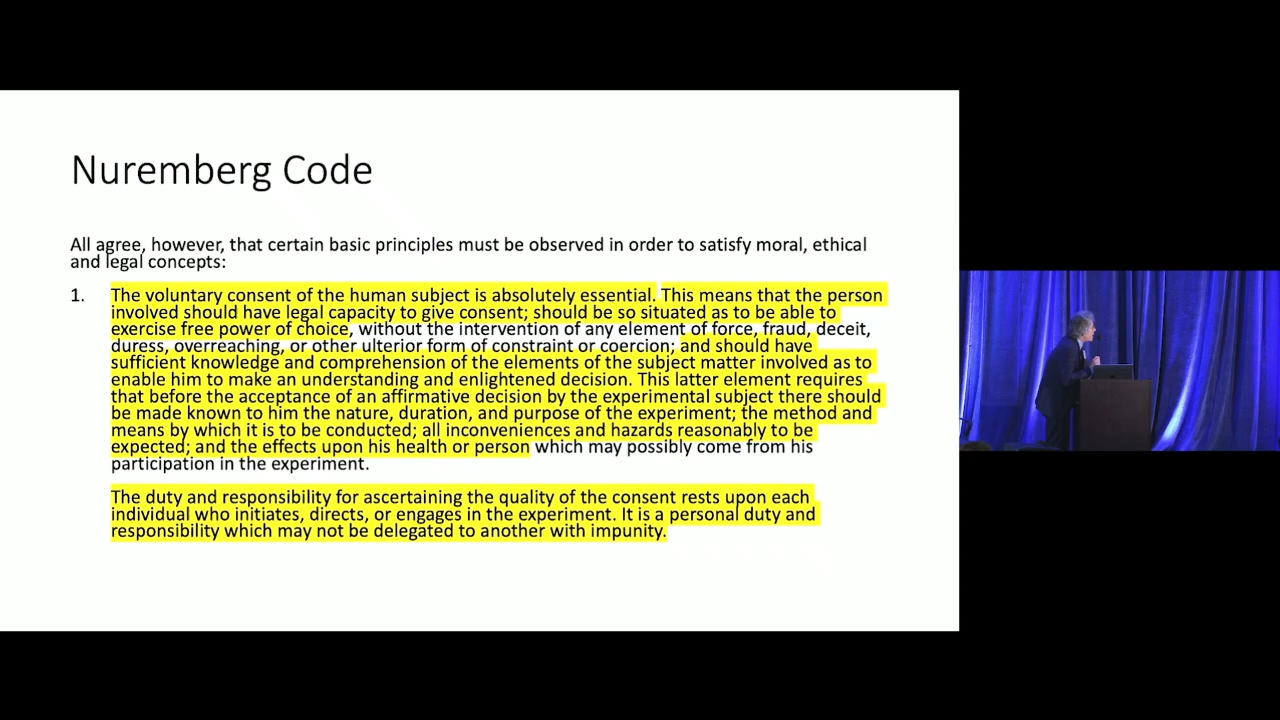 Nuremberg Code
All agree, however, that certain basic principles must be observed in order to satisfy moral, ethical
and legal concepts:
1. The voluntary consent of the human subject is absolutely essential. This means that the person
involved should have legal capacity to give consent; should be so situated as to be able to
exercise free power of choice, without the intervention of any element of force, fraud, deceit,
duress, overreaching, or other ulterior form of constraint or coercion; and should have
sufficient knowledge and comprehension of the elements of the subject matter involved as to
enable him to make an understanding and enlightened decision. This latter element requires
that before the acceptance of an affirmative decision by the experimental subject there should
be made known to him the nature, duration, and purpose of the experiment; the method and
means by which it is to be conducted; all inconveniences and hazards reasonably to be
expected; and the effects upon his health or person which may possibly come from his
participation in the experiment.
The duty and responsibility for ascertaining the quality of the consent rests upon each
individual who initiates, directs, or engages in the experiment. It is a personal duty and
responsibility which may not be delegated to another with impunity.